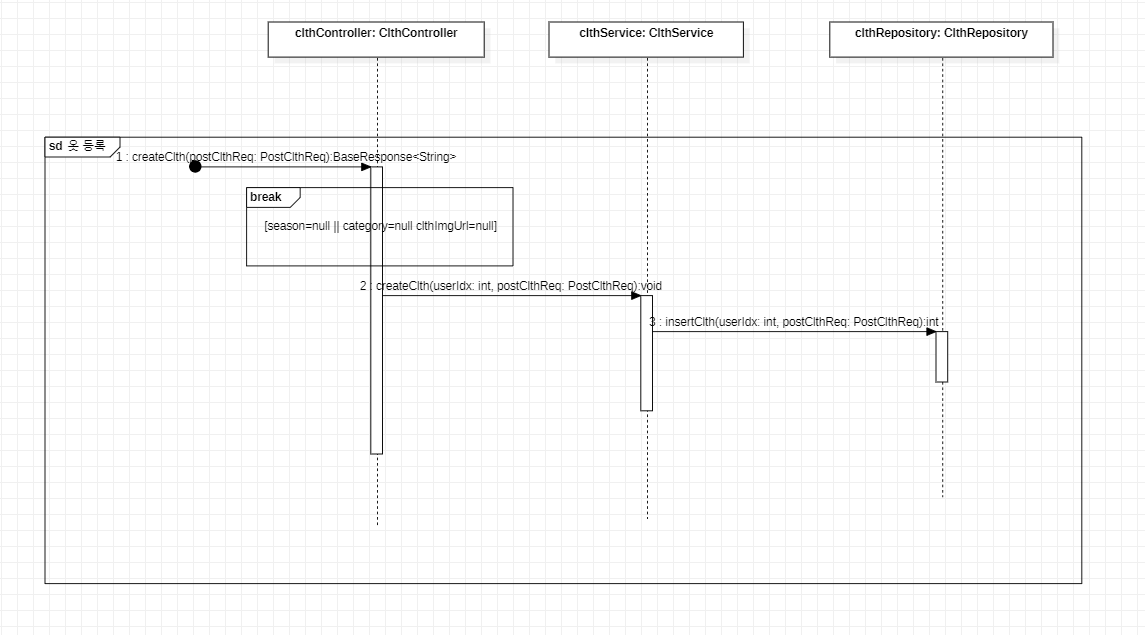 clthController: ClthController
clthService: ClthService
clthRepository: ClthRepository
sd 옷 등록
1 : createClth(postClthReq: PostClthReq):BaseResponse<String>
break
[season=null || category=null clthImgUrl=null]
2 : createClth(userIdx: int, postClthReq: PostClthReq):void
3 : insertClth(userIdx: int, postClthReq: PostClthReq):int